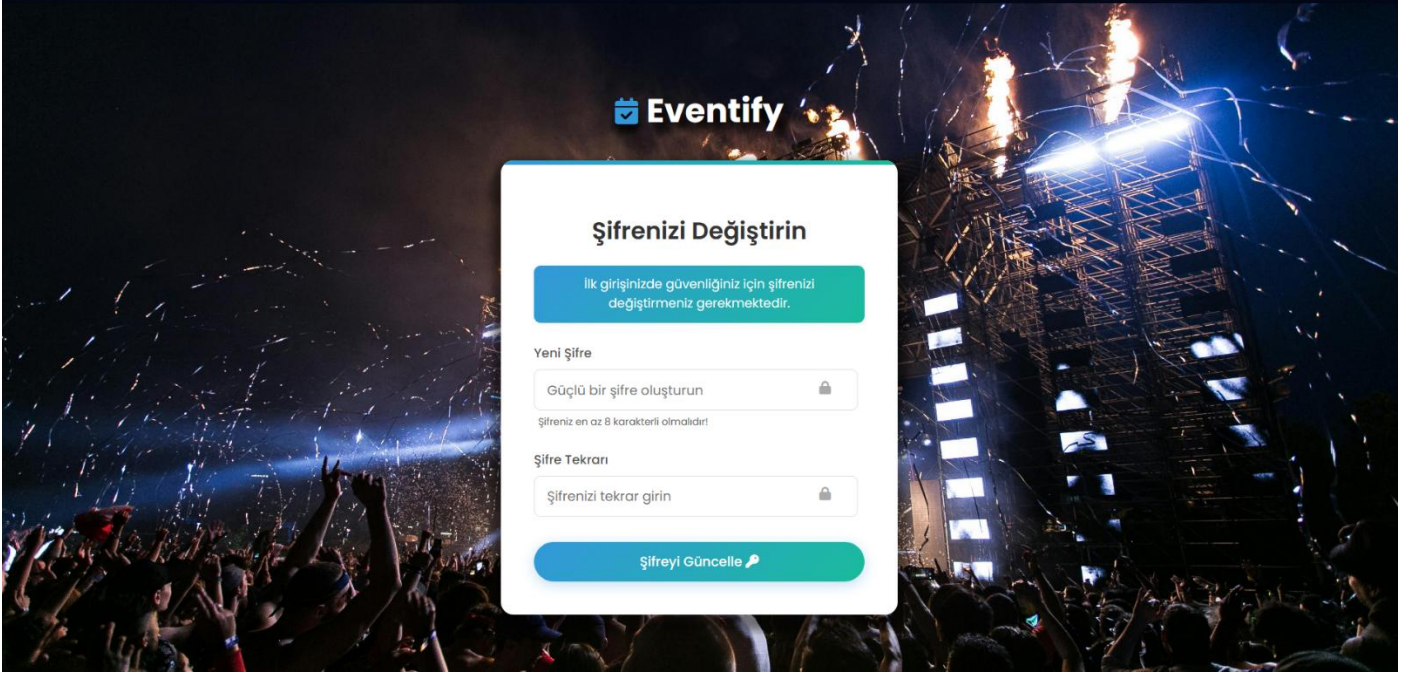 Eventify
Şifrenizi Değiştirin
İlk girişinizde güvenliğiniz için şifrenizi
değiştirmeniz gerekmektedir.
Yeni Şifre
Güçlü bir şifre oluşturun
Şifreniz en az 8 karakterli olmalıdır!
Şifre Tekrarı
Şifrenizi tekrar girin
Şifreyi Güncelle